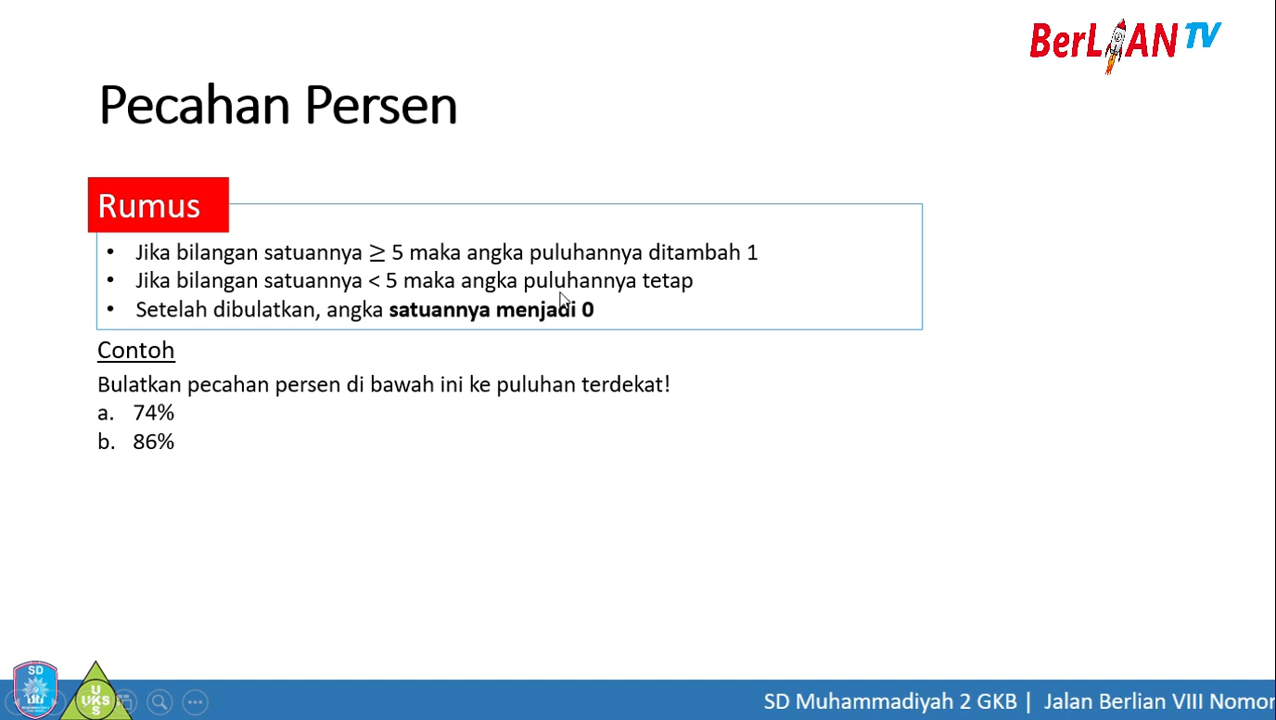 BerLIAN TV
Pecahan Persen
Rumus
• Jika bilangan satuannya ≥ 5 maka angka puluhannya ditambah 1
• Jika bilangan satuannya < 5 maka angka puluhannya tetap
• Setelah dibulatkan, angka satuannya menjadi 0
Contoh
Bulatkan pecahan persen di bawah ini ke puluhan terdekat!
a. 74%
b. 86%
SD
UKS
SD Muhammadiyah 2 GKB | Jalan Berlian VIII Nomor